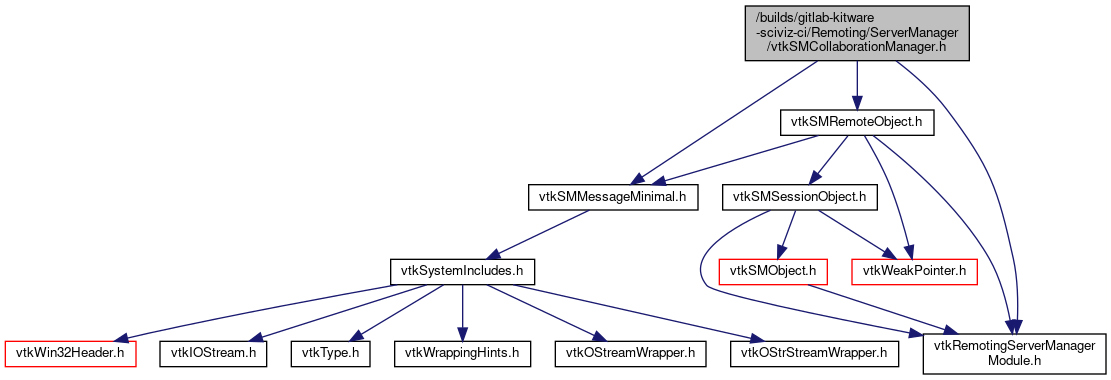 /builds/gitlab-kitware
-sciviz-ci/Remoting/ServerManager
/vtkSMCollaborationManager.h
vtkSMRemoteObject.h
vtkSMMessageMinimal.h
vtkSMSessionObject.h
vtkSystemIncludes.h
vtkSMObject.h
vtkWeakPointer.h
vtkWin32Header.h
vtkIOStream.h
vtkType.h
vtkWrappingHints.h
vtkOStreamWrapper.h
vtkOStrStreamWrapper.h
vtkRemotingServerManager
Module.h